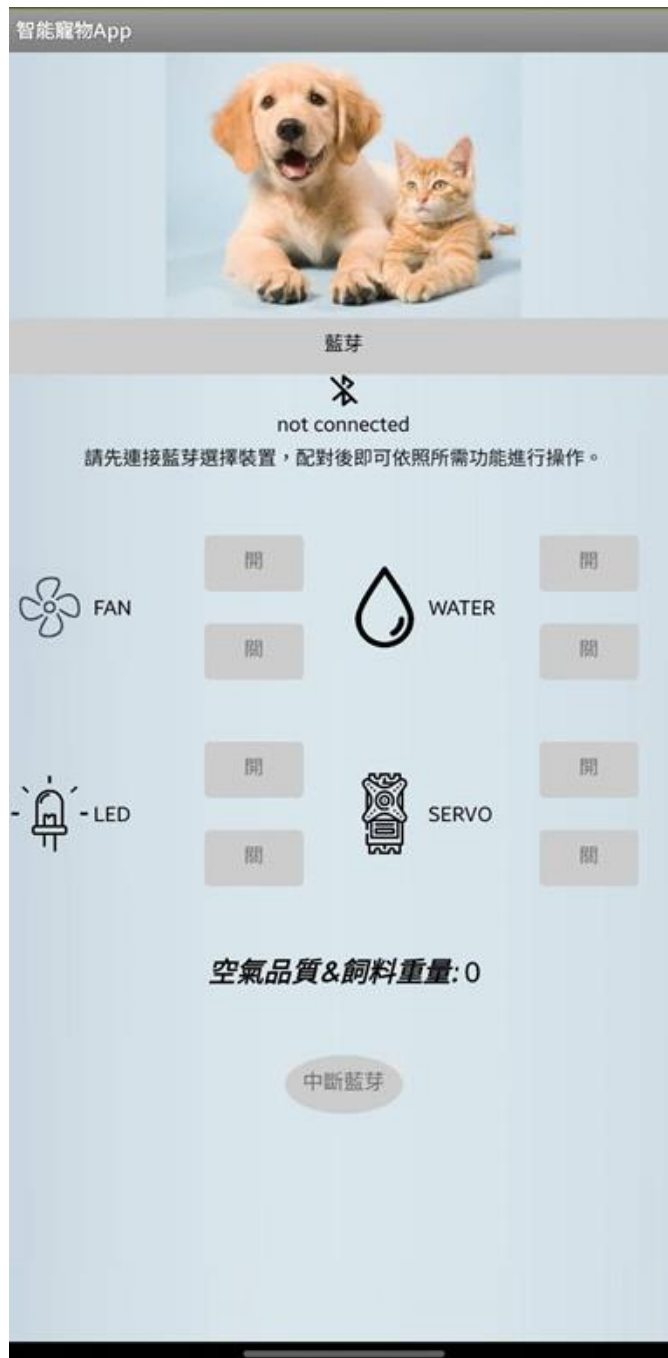 智能寵物App
藍芽
not connected
請先連接藍芽選擇裝置，配對後即可依照所需功能進行操作。
開
開
FAN
WATER
關
關
開
開
LED
SERVO
關
關
空氣品質&飼料重量: 0
中斷藍芽